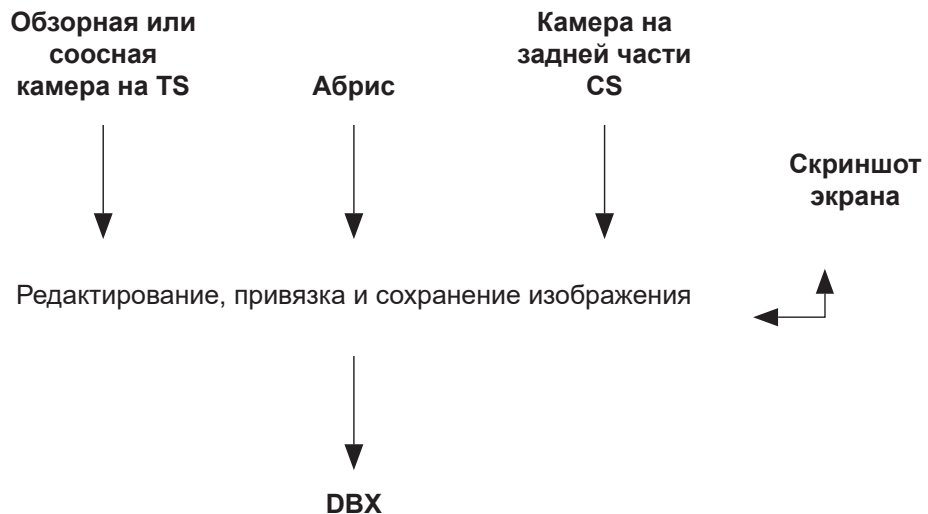 Обзорная или
соосная
камера на TS
Абрис
Камера на
задней части
CS
Скриншот
экрана
Редактирование, привязка и сохранение изображения
DBX